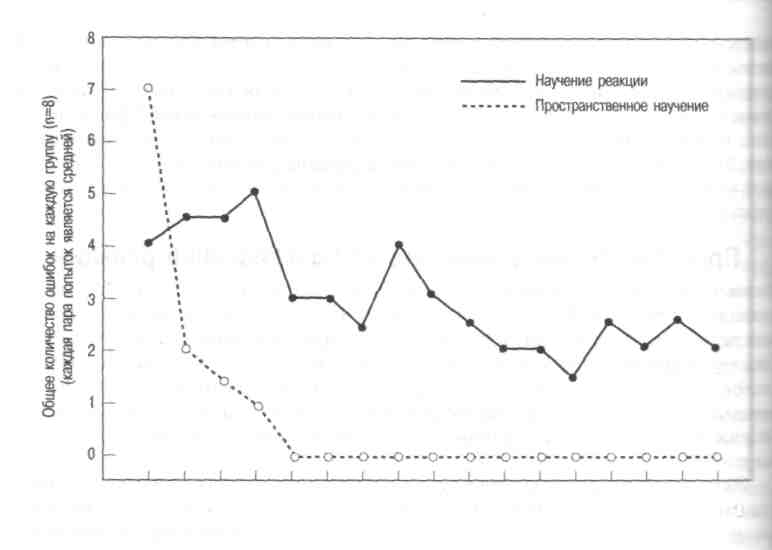 8
7
6
5
4
3
2
1
0
Общее количество ошибок на каждую группу (n=8)
(каждая пара попыток является средней)
Научение реакции
Пространственное научение